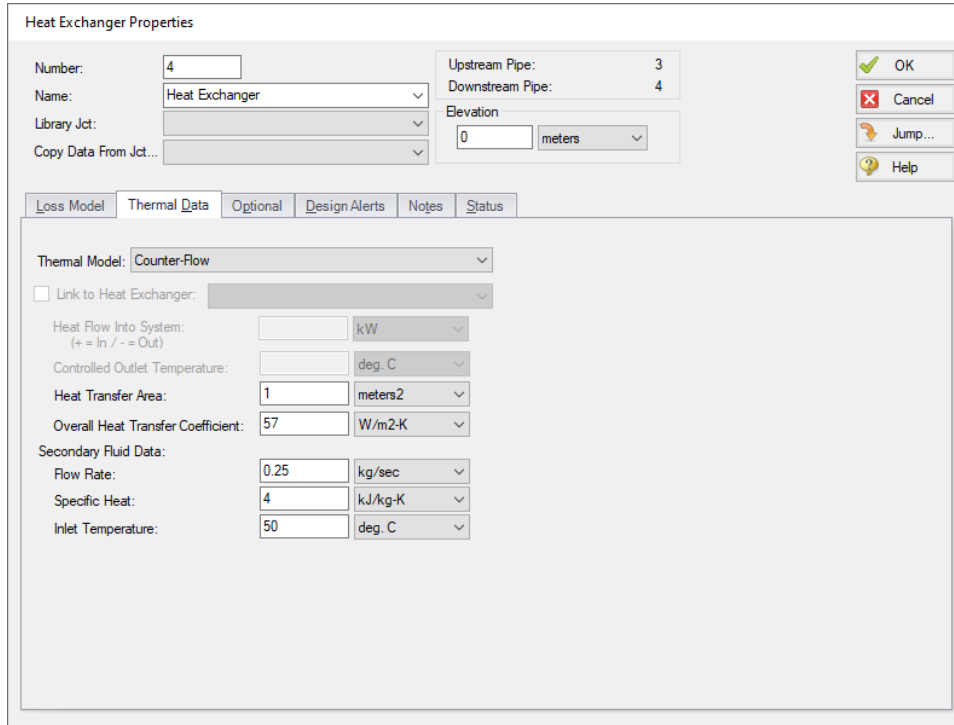 Heat Exchanger Properties
Number: 4
Name: Heat Exchanger
Library Jct:
Copy Data From Jct...
Upstream Pipe: 3
Downstream Pipe: 4
Elevation
0 meters
OK
Cancel
Jump...
Help
Loss Model Thermal Data Optional Design Alerts Notes Status
Thermal Model: Counter-Flow
Link to Heat Exchanger:
Heat Flow Into System: kW
(+ = In / - = Out)
Controlled Outlet Temperature: deg. C
Heat Transfer Area: 1 meters2
Overall Heat Transfer Coefficient: 57 W/m2-K
Secondary Fluid Data:
Flow Rate: 0.25 kg/sec
Specific Heat: 4 kJ/kg-K
Inlet Temperature: 50 deg. C